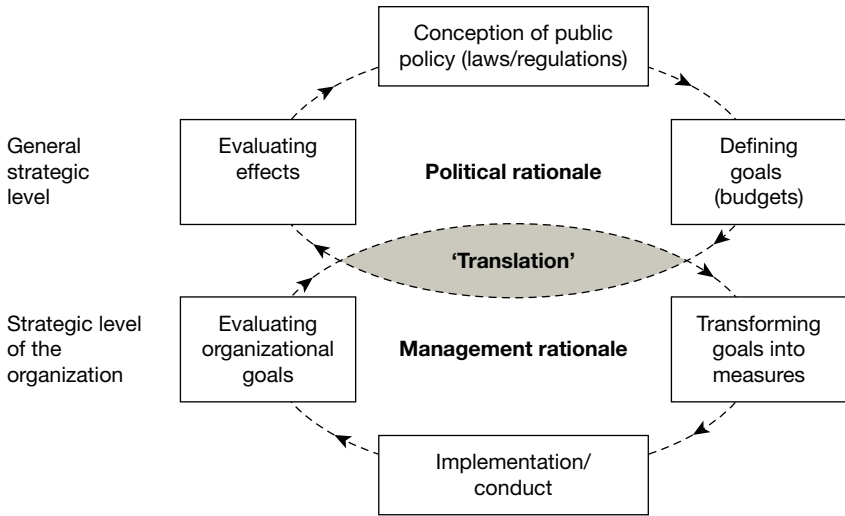 Conception of public
policy (laws/regulations)
General
strategic
level
Evaluating
effects
Political rationale
Defining
goals
(budgets)
‘Translation’
Strategic level
of the
organization
Evaluating
organizational
goals
Management rationale
Transforming
goals into
measures
Implementation/
conduct